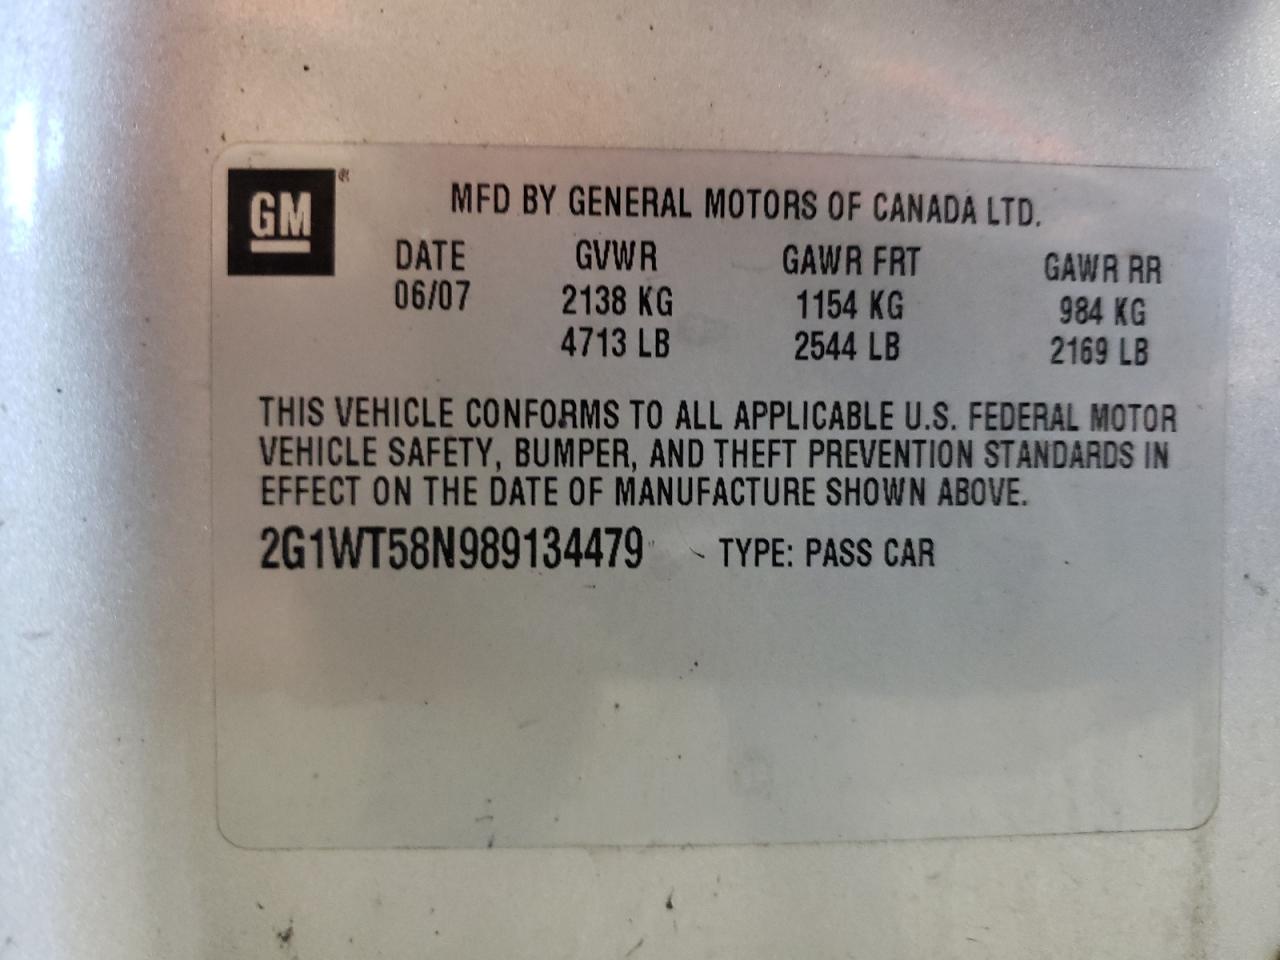 GM®
MFD BY GENERAL MOTORS OF CANADA LTD.
DATE GVWR GAWR FRT GAWR RR
06/07 2138 KG 1154 KG 984 KG
4713 LB 2544 LB 2169 LB
THIS VEHICLE CONFORMS TO ALL APPLICABLE U.S. FEDERAL MOTOR
VEHICLE SAFETY, BUMPER, AND THEFT PREVENTION STANDARDS IN
EFFECT ON THE DATE OF MANUFACTURE SHOWN ABOVE.
2G1WT58N989134479 TYPE: PASS CAR